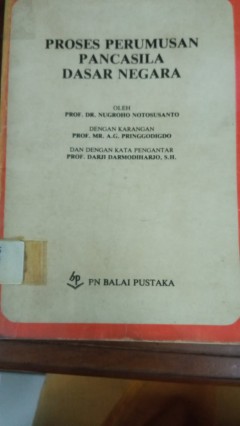 PROSES PERUMUSAN
PANCASILA
DASAR NEGARA
OLEH
PROF. DR. NUGROHO NOTOSUSANTO
DENGAN KARANGAN
PROF. MR. A.G. PRINGGODIGDO
DAN DENGAN KATA PENGANTAR
PROF. DARJI DARMODIHARJO, S.H.
bp
PN BALAI PUSTAKA